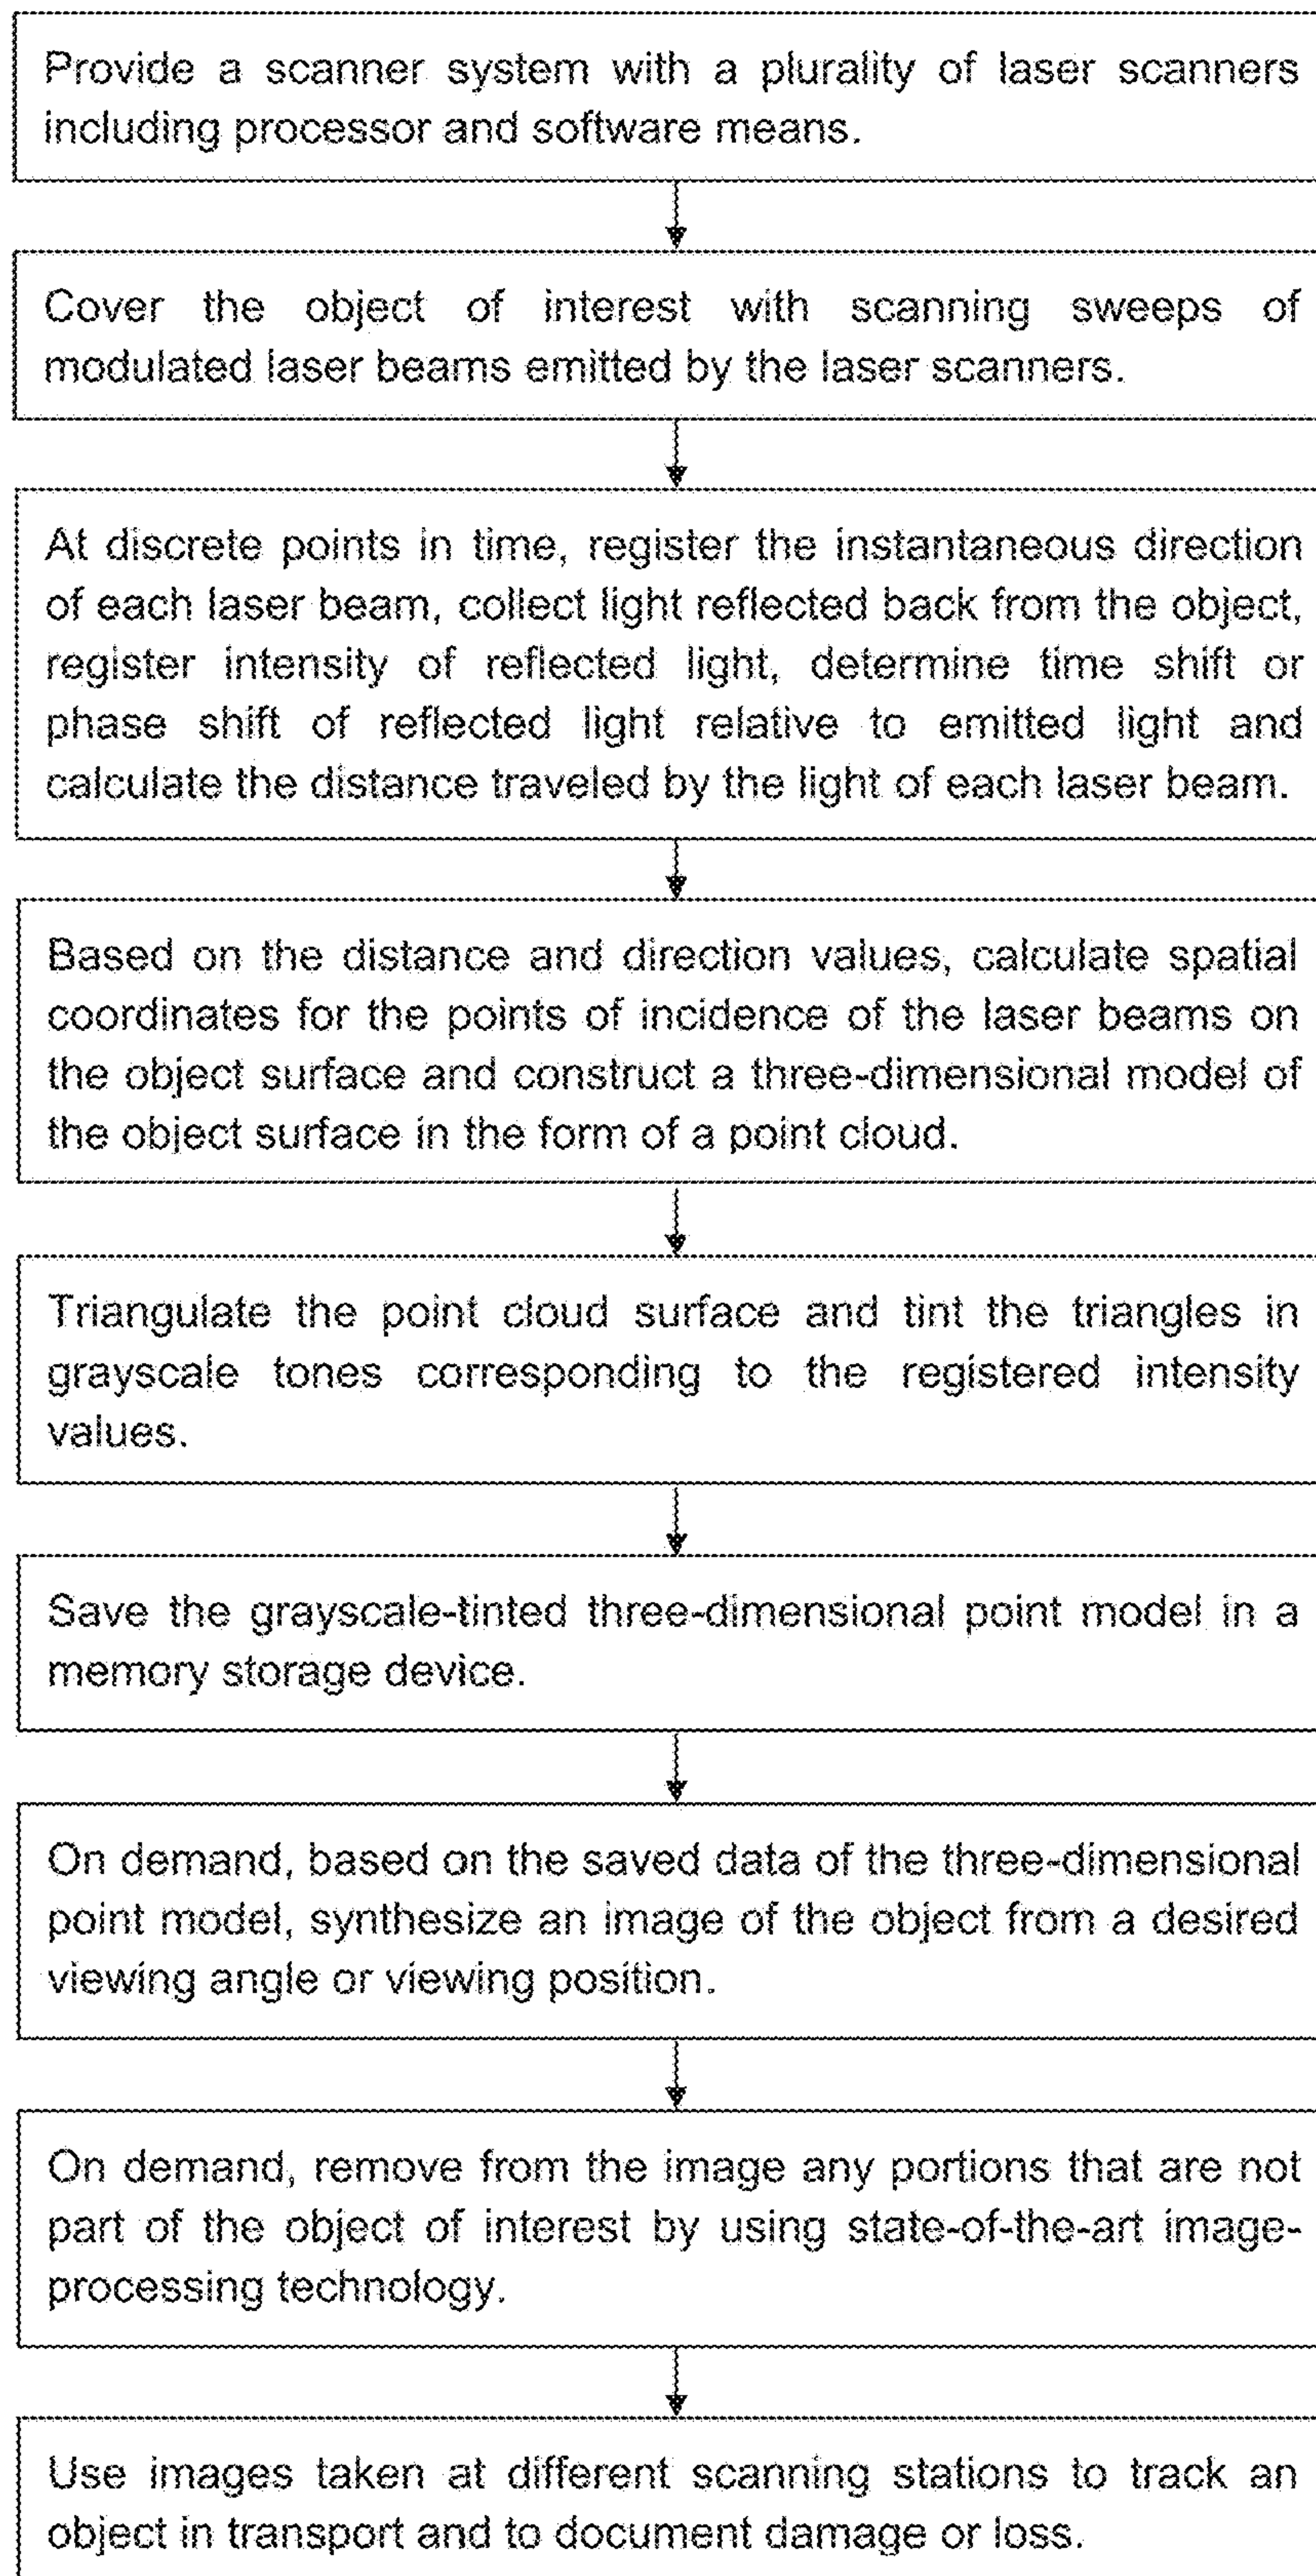 Provide a scanner system with a plurality of laser scanners
including processor and software means.
Cover the object of interest with scanning sweeps of
modulated laser beams emitted by the laser scanners.
At discrete points in time, register the instantaneous direction
of each laser beam, collect light reflected back from the object,
register intensity of reflected light, determine time shift or
phase shift of reflected light relative to emitted light and
calculate the distance traveled by the light of each laser beam.
Based on the distance and direction values, calculate spatial
coordinates for the points of incidence of the laser beams on
the object surface and construct a three-dimensional model of
the object surface in the form of a point cloud.
Triangulate the point cloud surface and tint the triangles in
grayscale tones corresponding to the registered intensity
values.
Save the grayscale-tinted three-dimensional point model in a
memory storage device.
On demand, based on the saved data of the three-dimensional
point model, synthesize an image of the object from a desired
viewing angle or viewing position.
On demand, remove from the image any portions that are not
part of the object of interest by using state-of-the-art image-
processing technology.
Use images taken at different scanning stations to track an
object in transport and to document damage or loss.